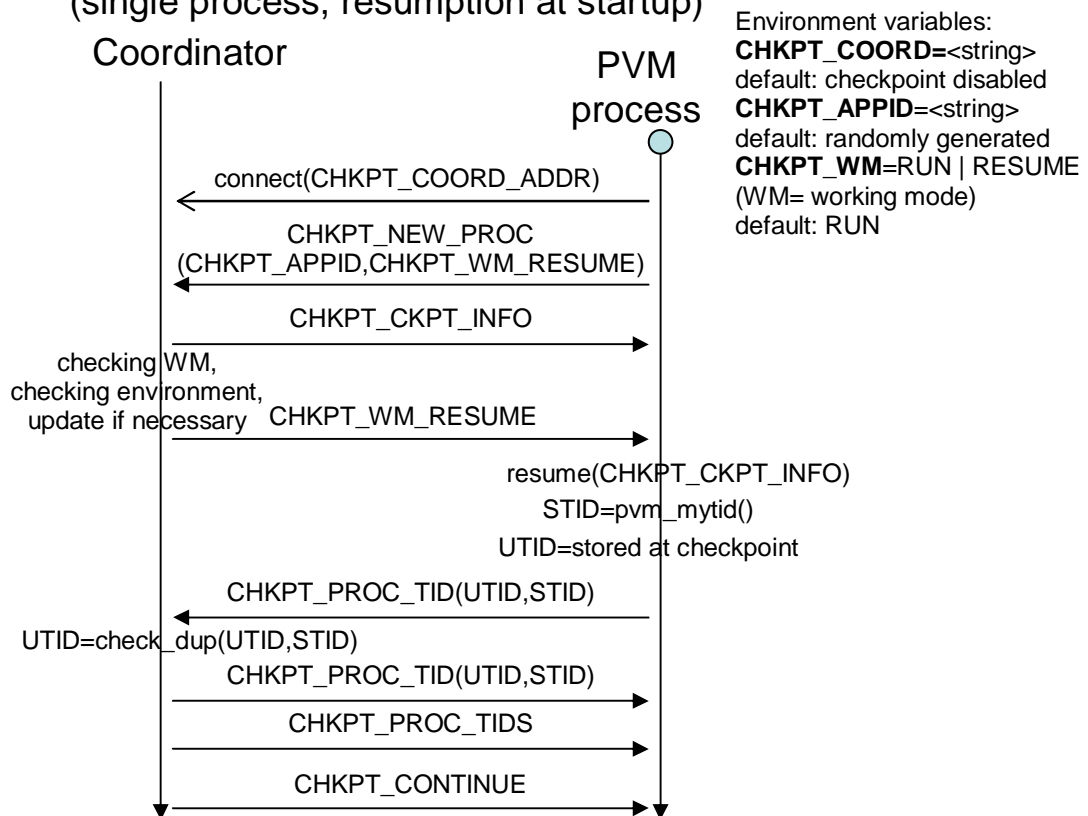 (single process, resumption at startup)
Coordinator
PVM
process
Environment variables:
CHKPT_COORD=<string>
default: checkpoint disabled
CHKPT_APPID=<string>
default: randomly generated
CHKPT_WM=RUN | RESUME
(WM= working mode)
default: RUN
connect(CHKPT_COORD_ADDR)
CHKPT_NEW_PROC
(CHKPT_APPID,CHKPT_WM_RESUME)
CHKPT_CKPT_INFO
checking WM,
checking environment,
update if necessary
CHKPT_WM_RESUME
resume(CHKPT_CKPT_INFO)
STID=pvm_mytid()
UTID=stored at checkpoint
CHKPT_PROC_TID(UTID,STID)
UTID=check_dup(UTID,STID)
CHKPT_PROC_TID(UTID,STID)
CHKPT_PROC_TIDS
CHKPT_CONTINUE